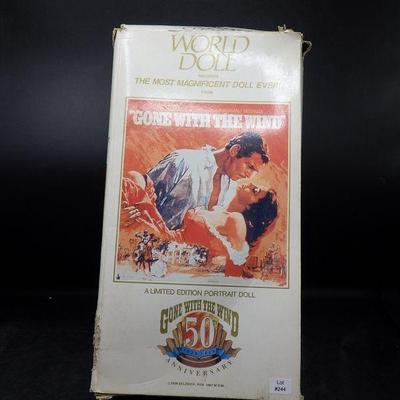 WORLD
DOLL
THE MOST MAGNIFICENT DOLL EVER!
FROM
"GONE WITH THE WIND"
A LIMITED EDITION PORTRAIT DOLL
GONE WITH THE WIND
50
ANNIVERSARY
Lot
#244